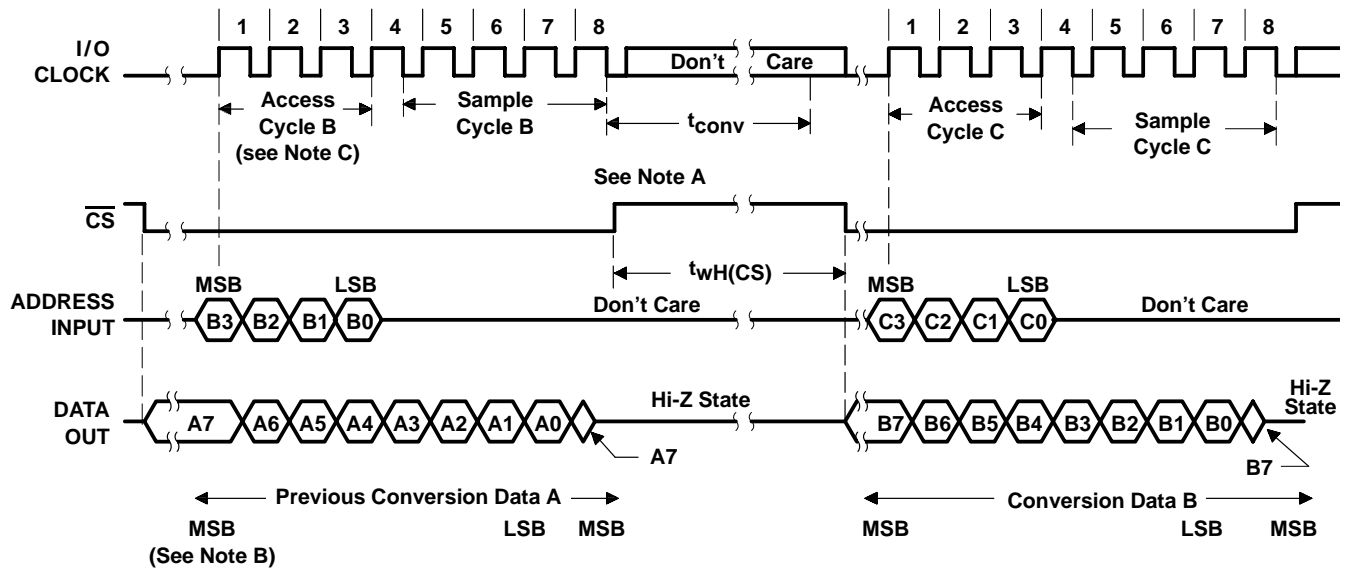 1 2 3 4 5 6 7 8 1 2 3 4 5 6 7 8
I/O
CLOCK
Don't Care
Access
Cycle B
(see Note C)
Sample
Cycle B
tconv
Access
Cycle C
Sample
Cycle C
See Note A
CS
twH(CS)
MSB LSB MSB LSB
ADDRESS
INPUT
B3 B2 B1 B0 Don't Care C3 C2 C1 C0 Don't Care
DATA
OUT
A7 A6 A5 A4 A3 A2 A1 A0 Hi-Z State B7 B6 B5 B4 B3 B2 B1 B0 Hi-Z
State
A7 B7
Previous Conversion Data A Conversion Data B
MSB LSB MSB MSB LSB MSB
(See Note B)